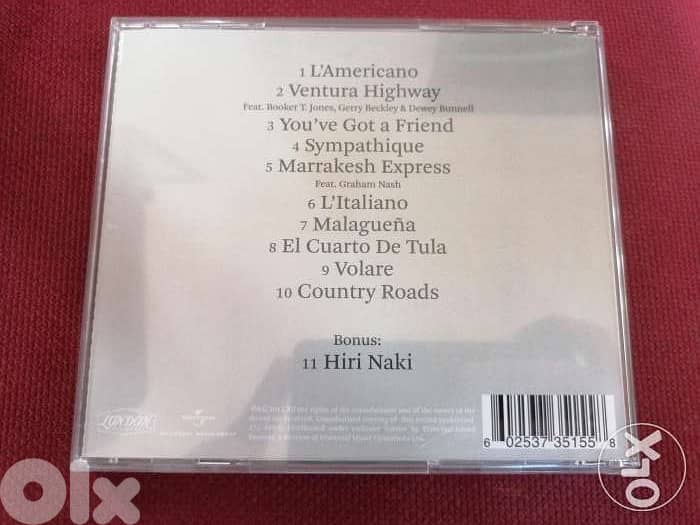 1 L'Americano
2 Ventura Highway
Feat. Booker T. Jones, Gerry Beckley & Dewey Bunnell
3 You've Got a Friend
4 Sympathique
5 Marrakesh Express
Feat. Graham Nash
6 L'Italiano
7 Malagueña
8 El Cuarto De Tula
9 Volare
10 Country Roads
Bonus:
11 Hiri Naki
LONDON
6 02537 35155 8
olx
OLX